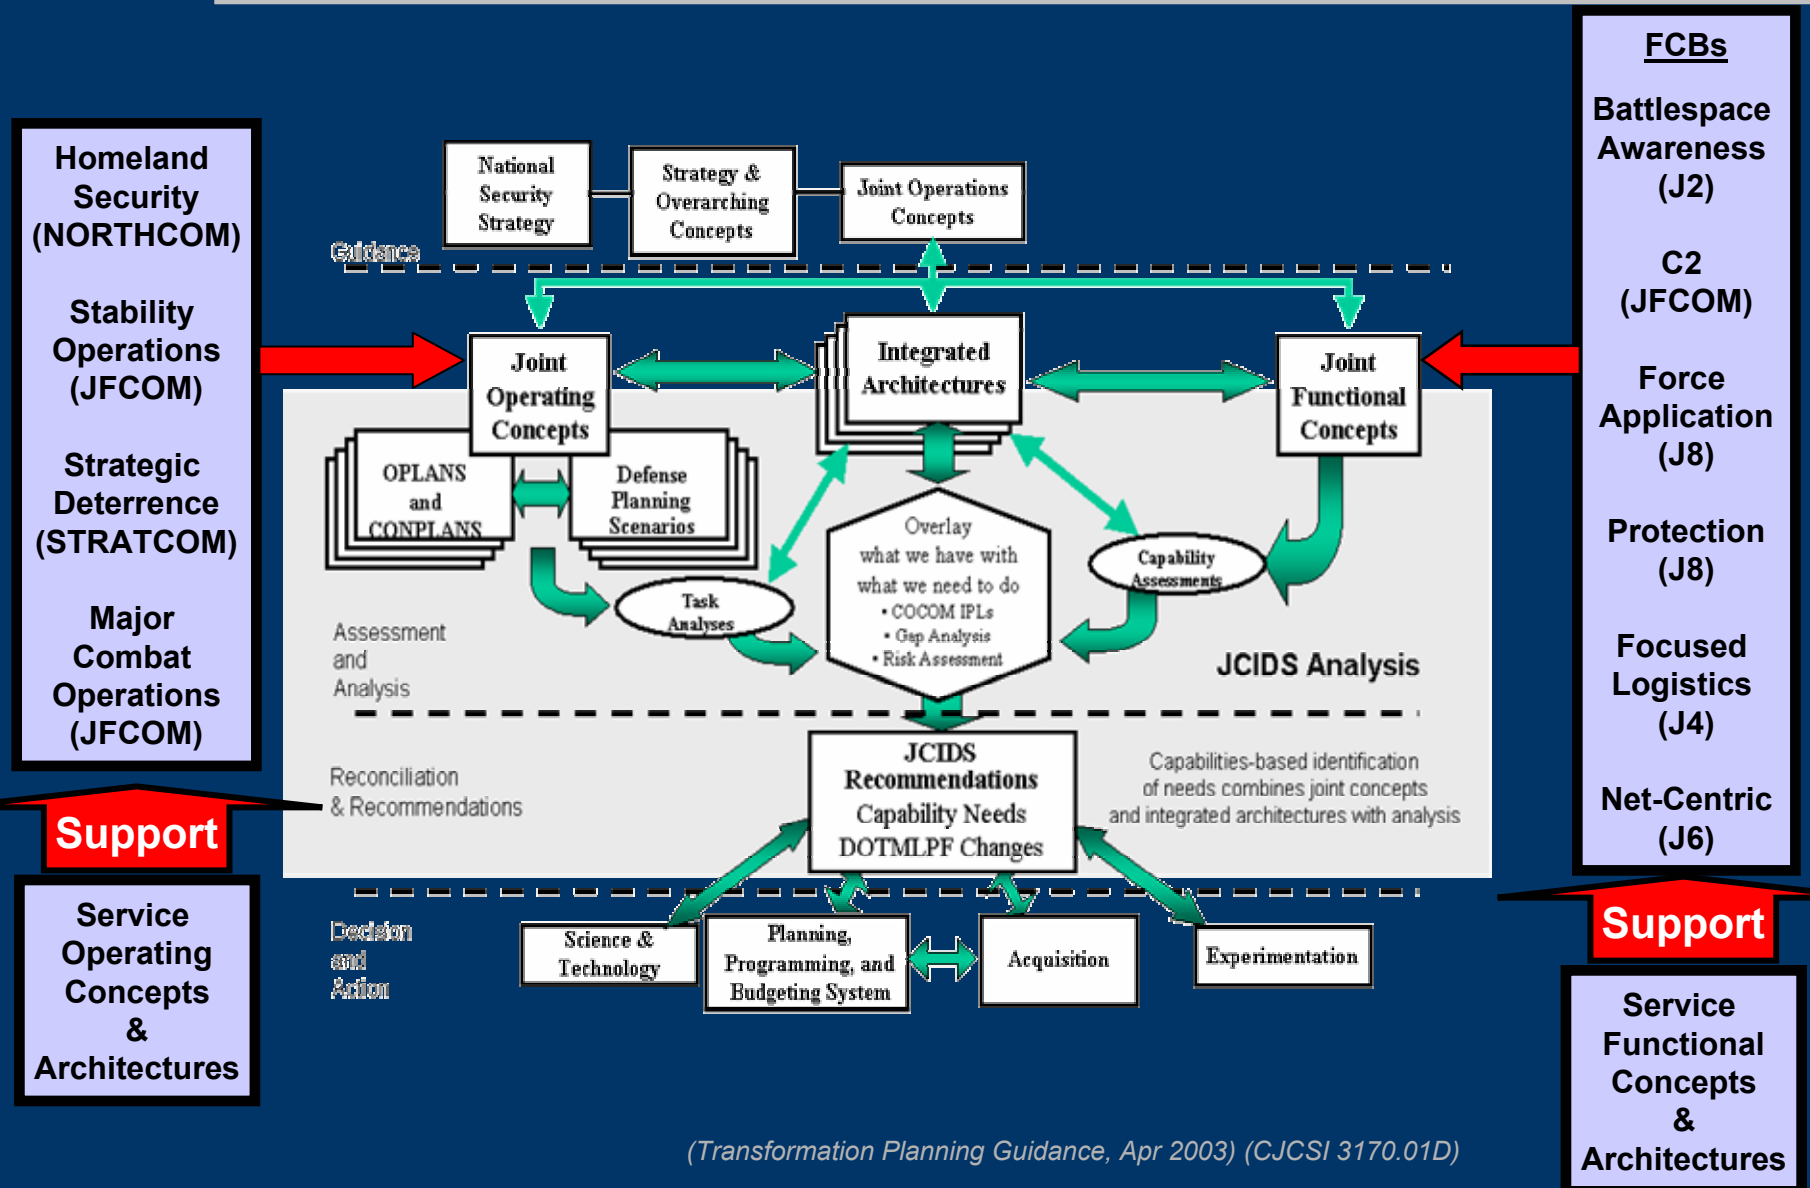 Homeland
Security
(NORTHCOM)
Stability
Operations
(JFCOM)
Strategic
Deterrence
(STRATCOM)
Major
Combat
Operations
(JFCOM)
Support
Service
Operating
Concepts
&
Architectures
National
Security
Strategy
Strategy &
Overarching
Concepts
Joint Operations
Concepts
Guidance
Joint
Operating
Concepts
Integrated
Architectures
Joint
Functional
Concepts
OPLANS
and
CONPLANS
Defense
Planning
Scenarios
Task
Analyses
Overlay
what we have with
what we need to do
• COCOM IPLs
• Gap Analysis
• Risk Assessment
Capability
Assessments
Assessment
and
Analysis
JCIDS Analysis
Reconciliation
& Recommendations
JCIDS
Recommendations
Capability Needs
DOTMLPF Changes
Capabilities-based identification
of needs combines joint concepts
and integrated architectures with analysis
Decision
and
Action
Science &
Technology
Planning,
Programming, and
Budgeting System
Acquisition
Experimentation
(Transformation Planning Guidance, Apr 2003) (CJCSI 3170.01D)
FCBs
Battlespace
Awareness
(J2)
C2
(JFCOM)
Force
Application
(J8)
Protection
(J8)
Focused
Logistics
(J4)
Net-Centric
(J6)
Support
Service
Functional
Concepts
&
Architectures